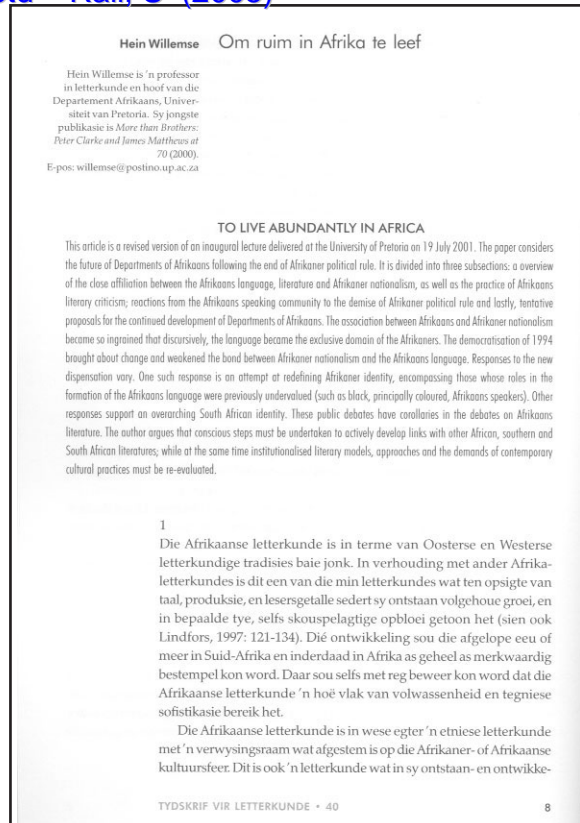 Hein Willemse Om ruim in Afrika te leef
Hein Willemse is 'n professor
in letterkunde en hoof van die
Departement Afrikaans, Univer-
siteit van Pretoria. Sy jongste
publikasie is More than Brothers:
Peter Clarke and James Matthews at
70 (2000).
E-pos: willemse@postino.up.ac.za
TO LIVE ABUNDANTLY IN AFRICA
This article is a revised version of an inaugural lecture delivered at the University of Pretoria on 19 July 2001. The paper considers
the future of Departments of Afrikaans following the end of Afrikaner political rule. It is divided into three subsections: a overview
of the close affiliation between the Afrikaans language, literature and Afrikaner nationalism, as well as the practice of Afrikaans
literary criticism; reactions from the Afrikaans speaking community to the demise of Afrikaner political rule and lastly, tentative
proposals for the continued development of Departments of Afrikaans. The association between Afrikaans and Afrikaner nationalism
became so ingrained that discursively, the language became the exclusive domain of the Afrikaners. The democratisation of 1994
brought about change and weakened the bond between Afrikaner nationalism and the Afrikaans language. Responses to the new
dispensation vary. One such response is an attempt at redefining Afrikaner identity, encompassing those whose roles in the
formation of the Afrikaans language were previously undervalued (such as black, principally coloured, Afrikaans speakers). Other
responses support an overarching South African identity. These public debates have corollaries in the debates on Afrikaans
literature. The author argues that conscious steps must be undertaken to actively develop links with other African, southern and
South African literatures; while at the same time institutionalised literary models, approaches and the demands of contemporary
cultural practices must be re-evaluated.
1
Die Afrikaanse letterkunde is in terme van Oosterse en Westerse
letterkundige tradisies baie jonk. In verhouding met ander Afrika-
letterkundes is dit een van die min letterkundes wat ten opsigte van
taal, produksie, en lesersgetalle sedert sy ontstaan volgehoue groei, en
in bepaalde tye, selfs skouspelagtige opbloei getoon het (sien ook
Lindfors, 1997: 121-134). Dié ontwikkeling sou die afgelope eeu of
meer in Suid-Afrika en inderdaad in Afrika as geheel as merkwaardig
bestempel kon word. Daar sou selfs met reg beweer kon word dat die
Afrikaanse letterkunde 'n hoë vlak van volwassenheid en tegniese
sofistikasie bereik het.
Die Afrikaanse letterkunde is in wese egter 'n etniese letterkunde
met 'n verwysingsraam wat afgestem is op die Afrikaner- of Afrikaanse
kultuursfeer. Dit is ook 'n letterkunde wat in sy ontstaan- en ontwikke-
TYDSKRIF VIR LETTERKUNDE • 40 8